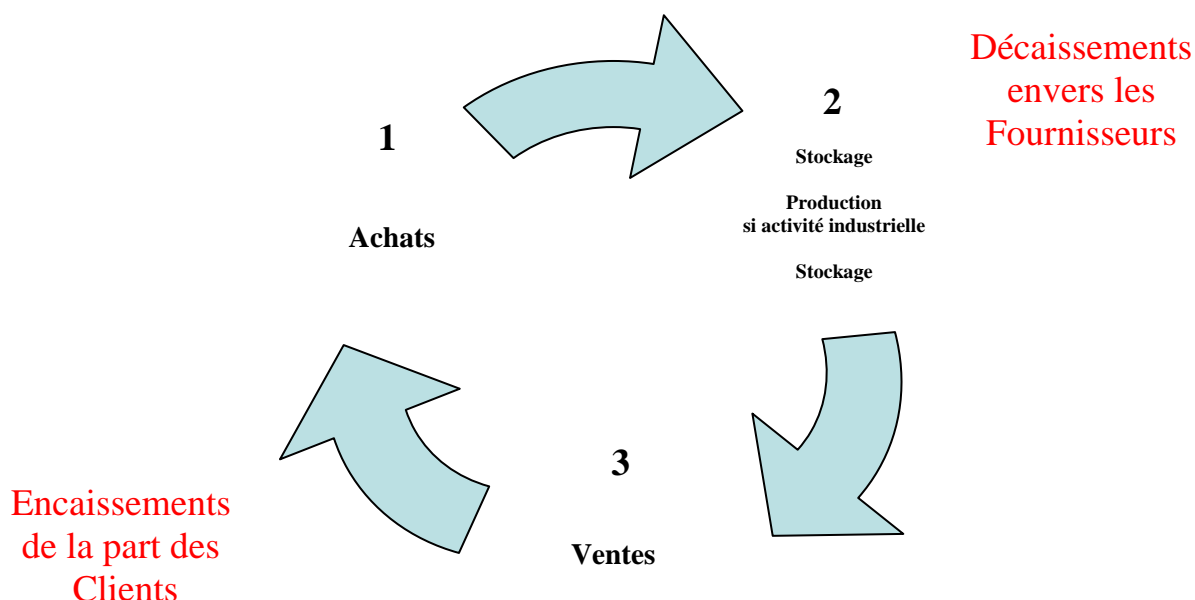 1
Achats
2
Stockage
Production
si activité industrielle
Stockage
Décaissements
envers les
Fournisseurs
3
Ventes
Encaissements
de la part des
Clients